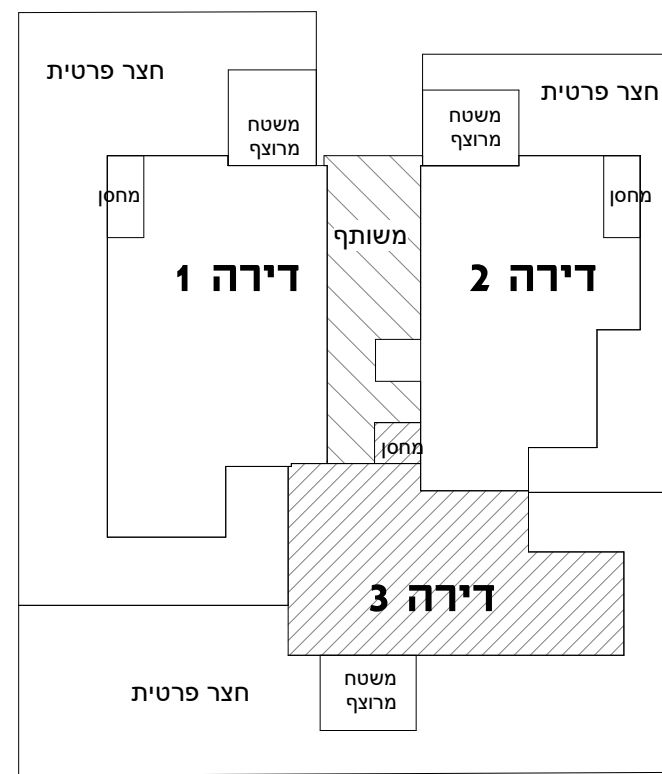 חצר פרטית
חצר פרטית
משטח
מרוצף
משטח
מרוצף
מחסן
מחסן
משותף
דירה 1
דירה 2
מחסן
דירה 3
משטח
מרוצף
חצר פרטית